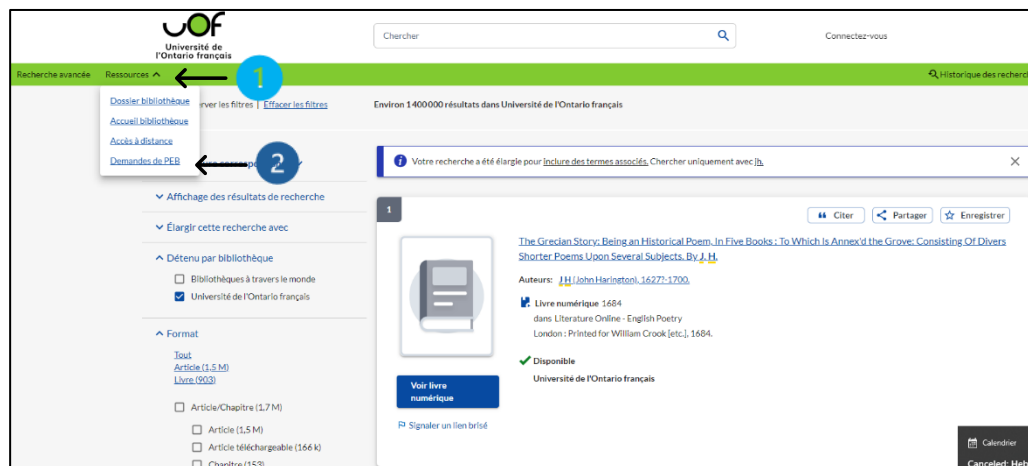 UOF
Université de
l'Ontario français
Chercher
Connectez-vous
Recherche avancée
Ressources
1
Historique des recherch
Dossier bibliothèque
Accueil bibliothèque
Accès à distance
Demandes de PEB
2
rver les filtres | Effacer les filtres
Environ 1 400 000 résultats dans Université de l'Ontario français
Votre recherche a été élargie pour inclure des termes associés. Chercher uniquement avec jh.
Affichage des résultats de recherche
Élargir cette recherche avec
Détenu par bibliothèque
Bibliothèques à travers le monde
Université de l'Ontario français
Format
Tout
Article (1,5 M)
Livre (903)
Article/Chapitre (1,7 M)
Article (1,5 M)
Article téléchargeable (166 k)
Chapitre (153)
1
Citer
Partager
Enregistrer
The Grecian Story: Being an Historical Poem, In Five Books : To Which Is Annex'd the Grove: Consisting Of Divers
Shorter Poems Upon Several Subjects. By J. H.
Auteurs: J H (John Harington), 1627?-1700.
Livre numérique 1684
dans Literature Online - English Poetry
London : Printed for William Crook [etc.], 1684.
Disponible
Université de l'Ontario français
Voir livre
numérique
Signaler un lien brisé
Calendrier
Canceled: Heb